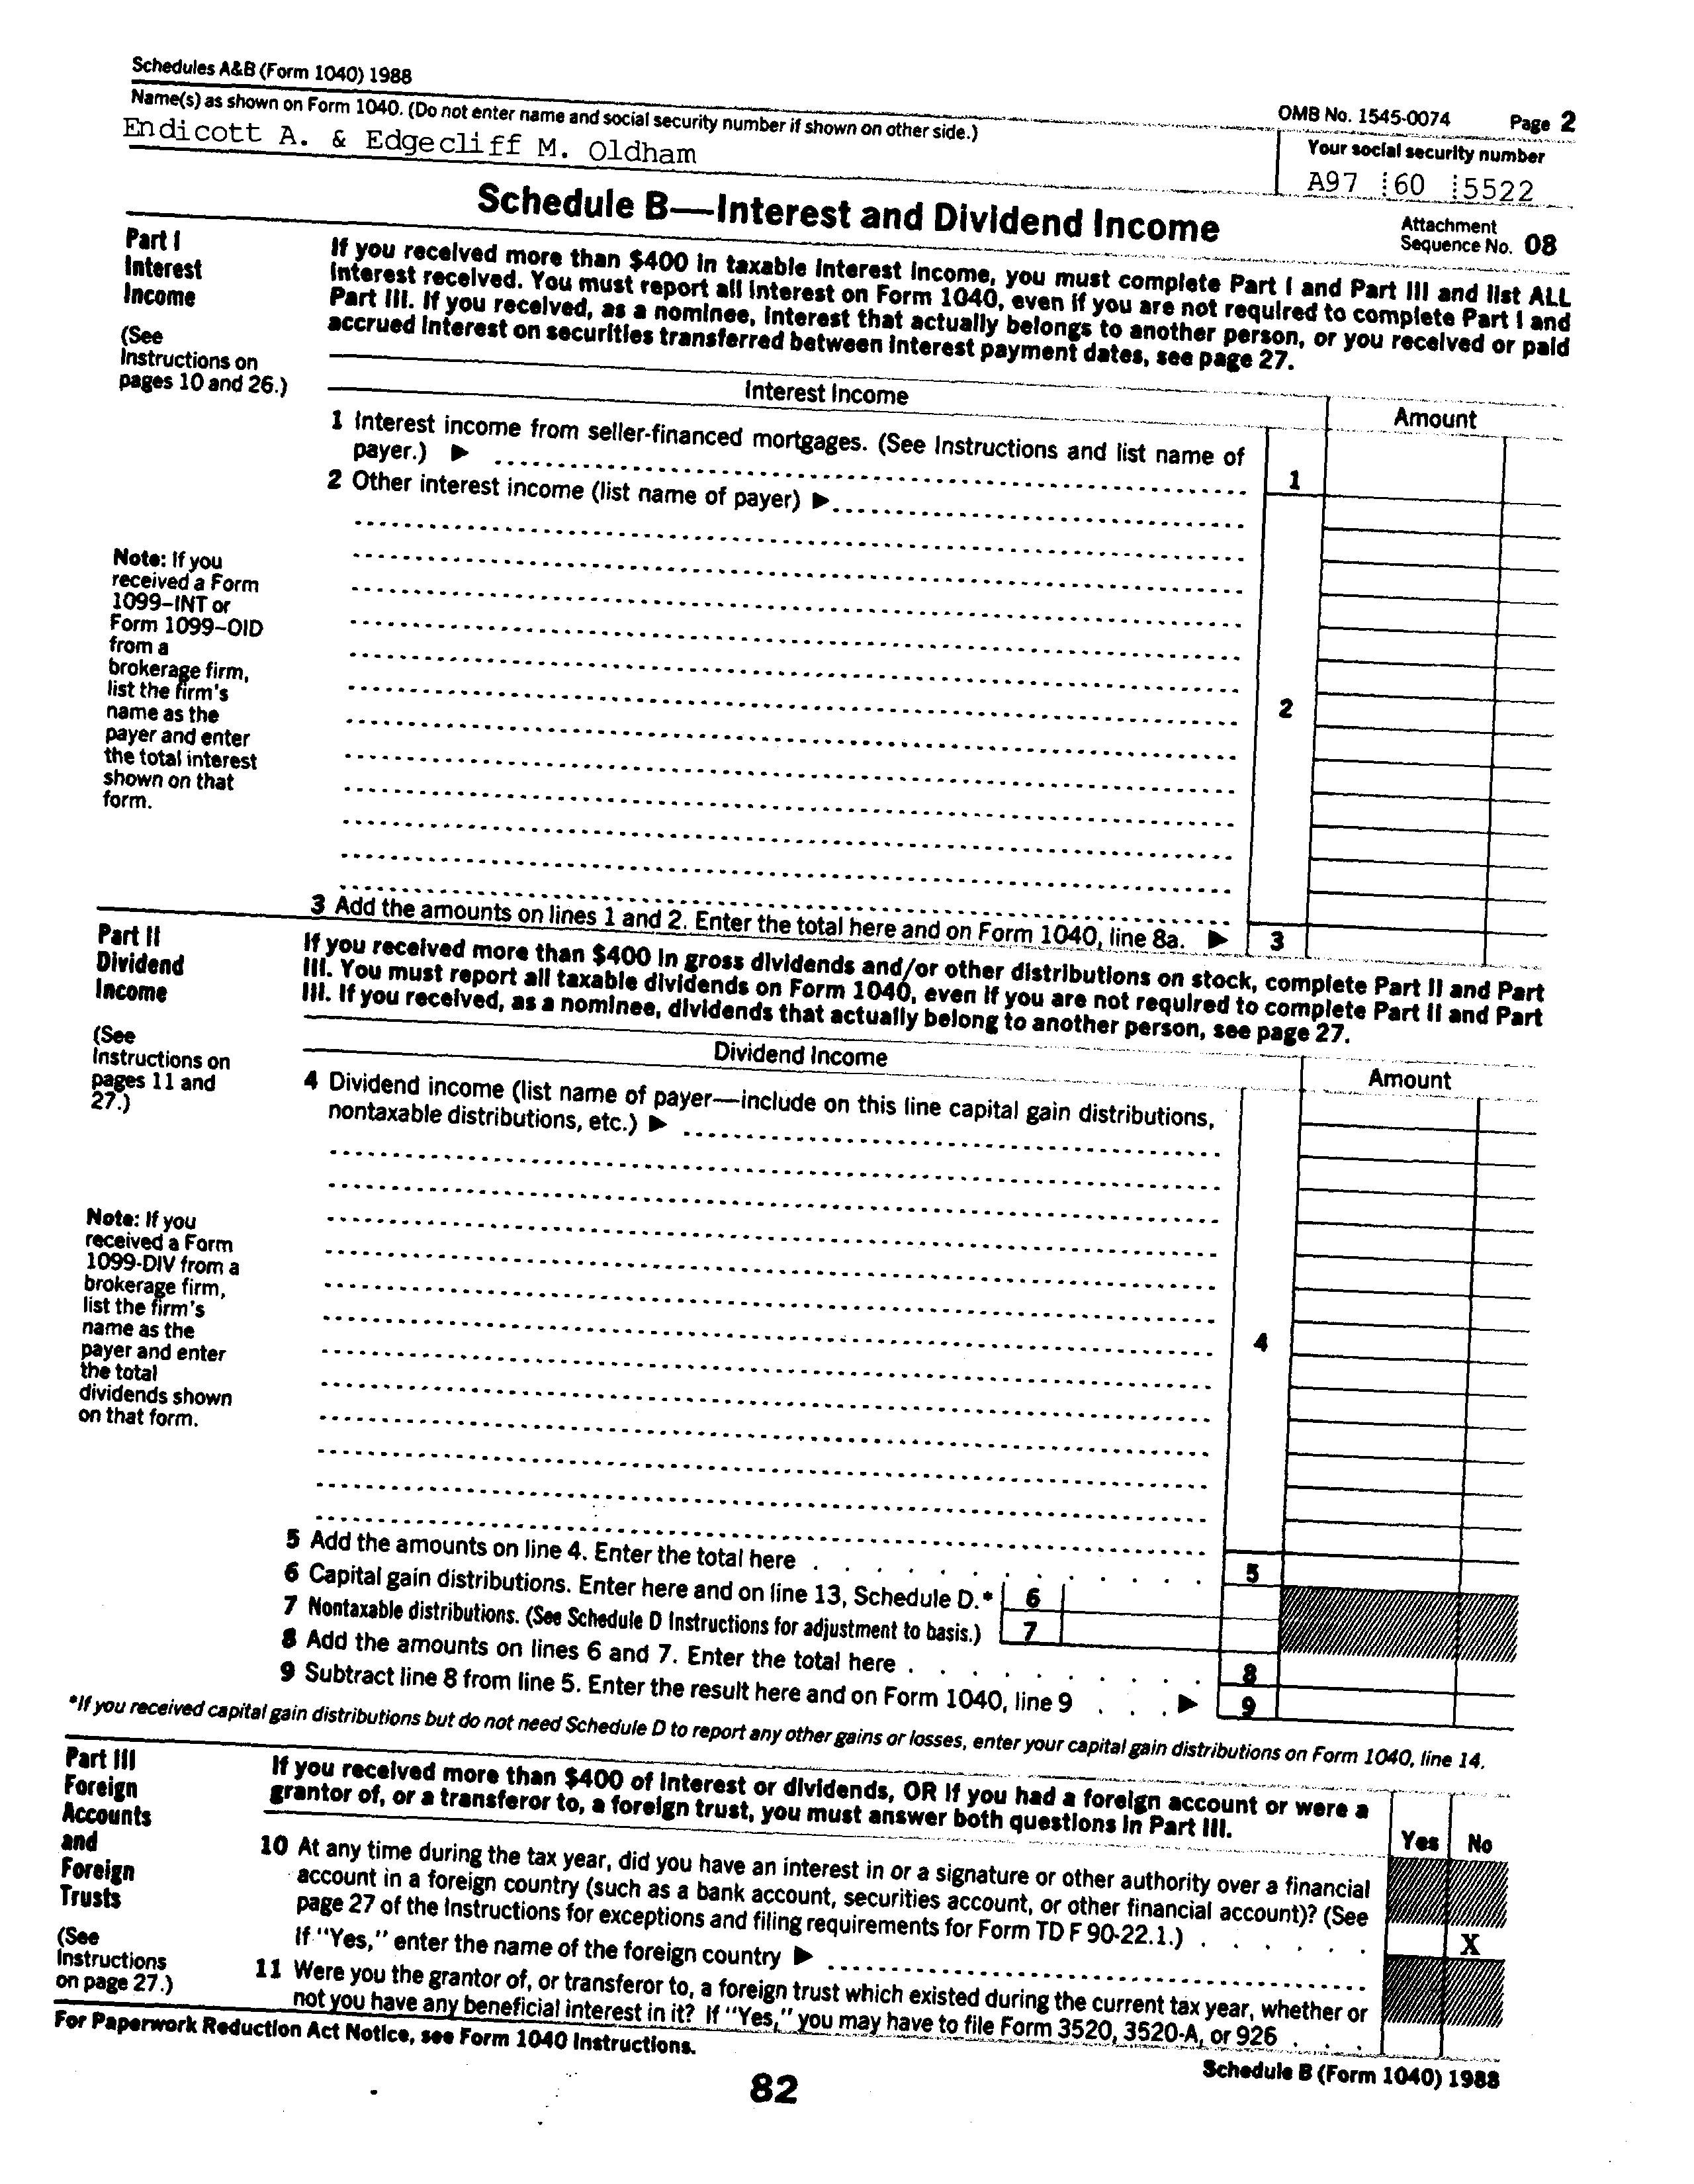 Schedules A&B (Form 1040) 1988
OMB No. 1545-0074 Page 2
Name(s) as shown on Form 1040. (Do not enter name and social security number if shown on other side.)
Your social security number
Endicott A. & Edgecliff M. Oldham
A97 60 5522
Schedule B—Interest and Dividend Income
Attachment
Sequence No. 08
Part I
Interest
Income
(See
Instructions on
pages 10 and 26.)
If you received more than $400 in taxable interest income, you must complete Part I and Part III and list ALL
interest received. You must report all interest on Form 1040, even if you are not required to complete Part I and
Part III. If you received, as a nominee, interest that actually belongs to another person, or you received or paid
accrued interest on securities transferred between interest payment dates, see page 27.
Interest Income
Amount
1 Interest income from seller-financed mortgages. (See Instructions and list name of
payer.) ▶
1
2 Other interest income (list name of payer) ▶
Note: If you
received a Form
1099–INT or
Form 1099–OID
from a
brokerage firm,
list the firm's
name as the
payer and enter
the total interest
shown on that
form.
2
3 Add the amounts on lines 1 and 2. Enter the total here and on Form 1040, line 8a. ▶ 3
Part II
Dividend
Income
(See
Instructions on
pages 11 and
27.)
If you received more than $400 in gross dividends and/or other distributions on stock, complete Part II and Part
III. You must report all taxable dividends on Form 1040, even if you are not required to complete Part II and Part
III. If you received, as a nominee, dividends that actually belong to another person, see page 27.
Dividend Income
Amount
4 Dividend income (list name of payer—include on this line capital gain distributions,
nontaxable distributions, etc.) ▶
Note: If you
received a Form
1099-DIV from a
brokerage firm,
list the firm's
name as the
payer and enter
the total
dividends shown
on that form.
4
5 Add the amounts on line 4. Enter the total here . . . . . . . . . . . . 5
6 Capital gain distributions. Enter here and on line 13, Schedule D.* 6
7 Nontaxable distributions. (See Schedule D Instructions for adjustment to basis.) 7
8 Add the amounts on lines 6 and 7. Enter the total here . . . . . . . . . 8
9 Subtract line 8 from line 5. Enter the result here and on Form 1040, line 9 . . . ▶ 9
*If you received capital gain distributions but do not need Schedule D to report any other gains or losses, enter your capital gain distributions on Form 1040, line 14.
Part III
Foreign
Accounts
and
Foreign
Trusts
(See
Instructions
on page 27.)
If you received more than $400 of interest or dividends, OR if you had a foreign account or were a
grantor of, or a transferor to, a foreign trust, you must answer both questions in Part III.
Yes No
10 At any time during the tax year, did you have an interest in or a signature or other authority over a financial
account in a foreign country (such as a bank account, securities account, or other financial account)? (See
page 27 of the Instructions for exceptions and filing requirements for Form TD F 90-22.1.) . . . . . . X
If "Yes," enter the name of the foreign country ▶
11 Were you the grantor of, or transferor to, a foreign trust which existed during the current tax year, whether or
not you have any beneficial interest in it? If "Yes," you may have to file Form 3520, 3520-A, or 926 . . .
For Paperwork Reduction Act Notice, see Form 1040 Instructions.
Schedule B (Form 1040) 1988
82